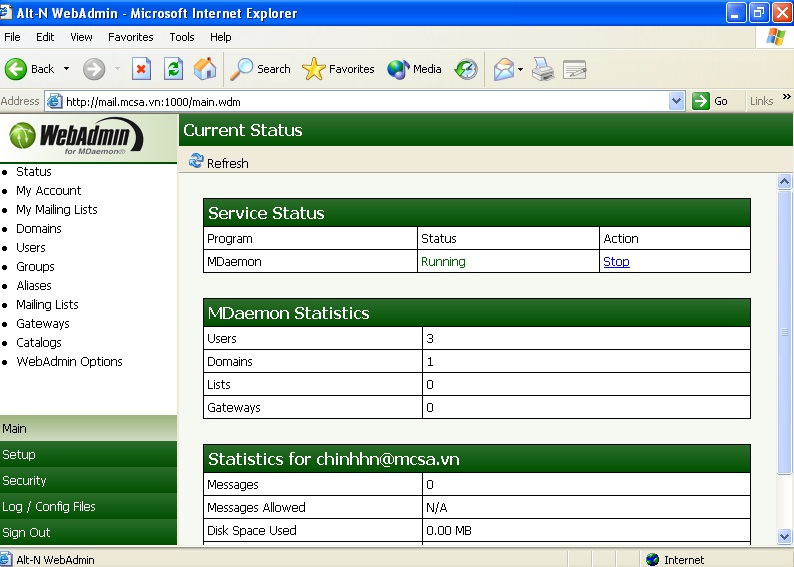 Alt-N WebAdmin - Microsoft Internet Explorer
File Edit View Favorites Tools Help
Back Search Favorites Media
Address http://mail.mcsa.vn:1000/main.wdm Go Links »
WebAdmin
for MDaemon®
Status
My Account
My Mailing Lists
Domains
Users
Groups
Aliases
Mailing Lists
Gateways
Catalogs
WebAdmin Options
Main
Setup
Security
Log / Config Files
Sign Out
Current Status
Refresh
Service Status
Program Status Action
MDaemon Running Stop
MDaemon Statistics
Users 3
Domains 1
Lists 0
Gateways 0
Statistics for chinhhn@mcsa.vn
Messages 0
Messages Allowed N/A
Disk Space Used 0.00 MB
Alt-N WebAdmin Internet